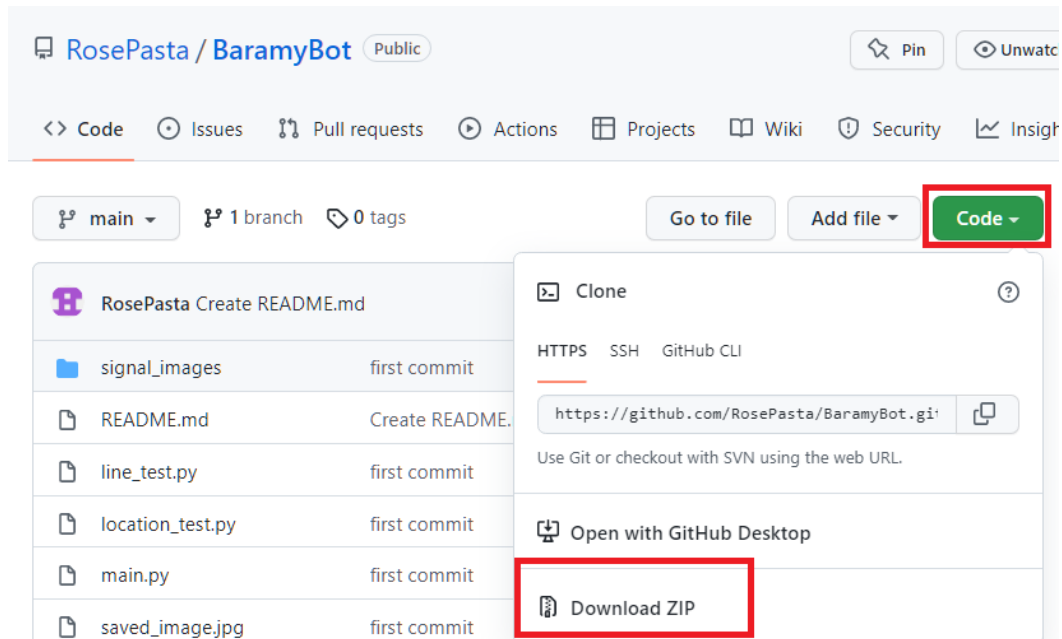 RosePasta / BaramyBot Public
Pin
Unwatc
Code Issues Pull requests Actions Projects Wiki Security Insigh
main 1 branch 0 tags Go to file Add file Code
RosePasta Create README.md
signal_images first commit
README.md Create README.
line_test.py first commit
location_test.py first commit
main.py first commit
saved_image.jpg first commit
Clone
HTTPS SSH GitHub CLI
https://github.com/RosePasta/BaramyBot.git
Use Git or checkout with SVN using the web URL.
Open with GitHub Desktop
Download ZIP